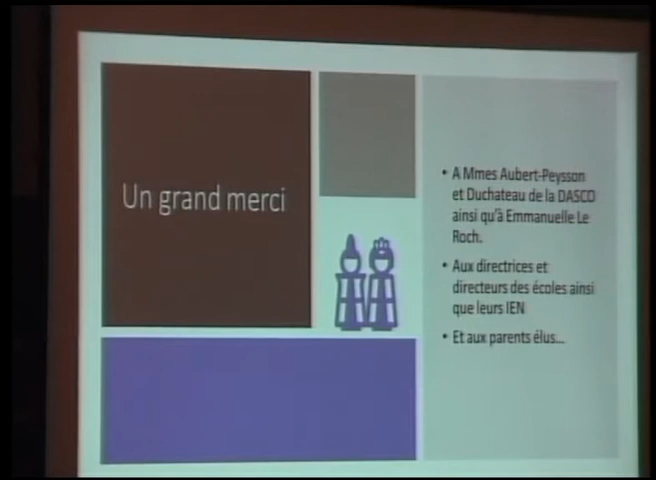 Un grand merci
• A Mmes Aubert-Peysson
et Duchateau de la DASCO
ainsi qu'à Emmanuelle Le
Roch.
• Aux directrices et
directeurs des écoles ainsi
que leurs IEN
• Et aux parents élus...